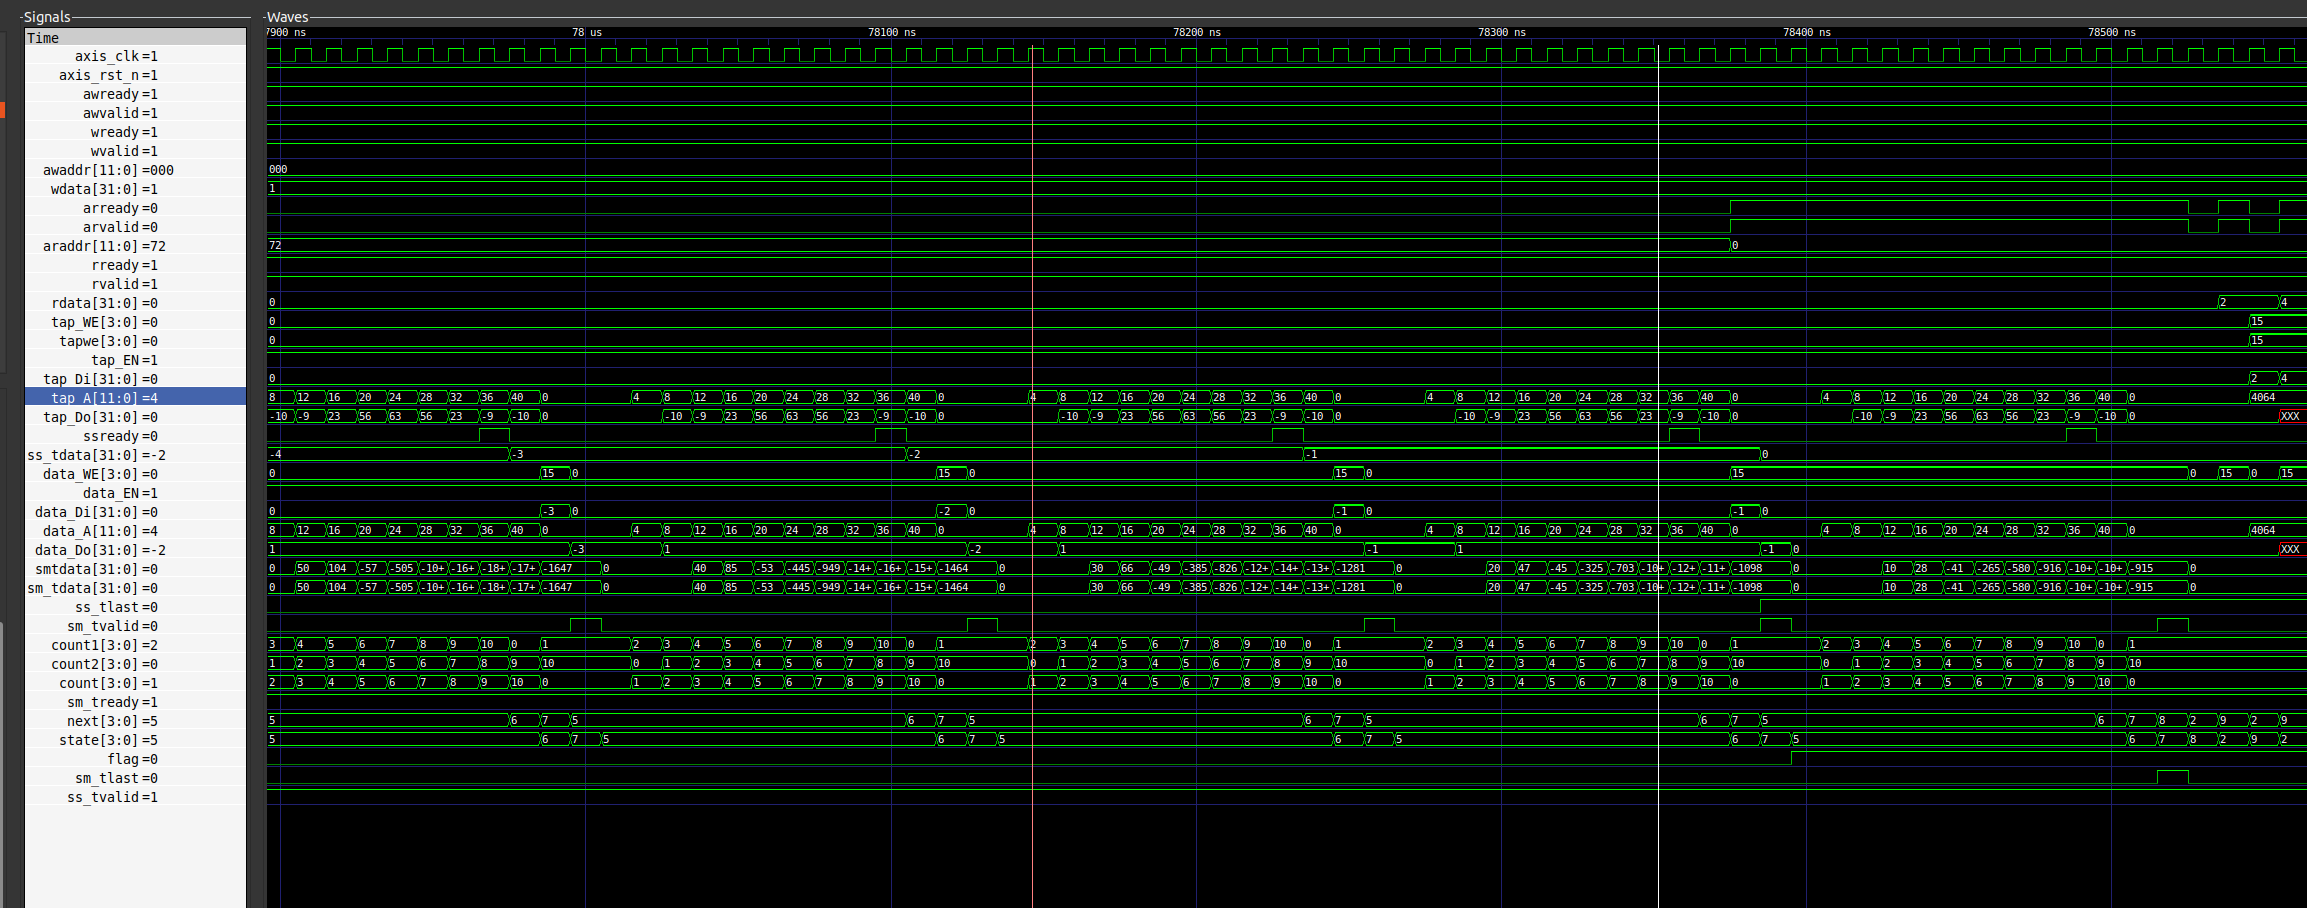 Signals Waves
Time 7900 ns 78 us 78100 ns 78200 ns 78300 ns 78400 ns 78500 ns
axis_clk =1
axis_rst_n =1
awready =1
awvalid =1
wready =1
wvalid =1
awaddr[11:0] =000 000
wdata[31:0] =1 1
arready =0
arvalid =0
araddr[11:0] =72 72 0
rready =1
rvalid =1
rdata[31:0] =0 0 2 4
tap_WE[3:0] =0 0 15
tapwe[3:0] =0 0 15
tap_EN =1
tap_Di[31:0] =0 0 2 4
tap_A[11:0] =4 8 12 16 20 24 28 32 36 40 0 4 8 12 16 20 24 28 32 36 40 0 4 8 12 16 20 24 28 32 36 40 0 4 8 12 16 20 24 28 32 36 40 0 4 8 12 16 20 24 28 32 36 40 0 4064
tap_Do[31:0] =0 -10 -9 23 56 63 56 23 -9 -10 0 -10 -9 23 56 63 56 23 -9 -10 0 -10 -9 23 56 63 56 23 -9 -10 0 -10 -9 23 56 63 56 23 -9 -10 0 -10 -9 23 56 63 56 23 -9 -10 0 XXX
ssready =0
ss_tdata[31:0] =-2 -4 -3 -2 -1 0
data_WE[3:0] =0 0 15 0 15 0 15 0 15 0 15 0 15
data_EN =1
data_Di[31:0] =0 0 -3 0 -2 0 -1 0 -1 0
data_A[11:0] =4 8 12 16 20 24 28 32 36 40 0 4 8 12 16 20 24 28 32 36 40 0 4 8 12 16 20 24 28 32 36 40 0 4 8 12 16 20 24 28 32 36 40 0 4 8 12 16 20 24 28 32 36 40 0 4064
data_Do[31:0] =-2 1 -3 1 -2 1 -1 1 -1 0 XXX
smtdata[31:0] =0 0 50 104 -57 -505 -10+ -16+ -18+ -17+ -1647 0 40 85 -53 -445 -949 -14+ -16+ -15+ -1464 0 30 66 -49 -385 -826 -12+ -14+ -13+ -1281 0 20 47 -45 -325 -703 -10+ -12+ -11+ -1098 0 10 28 -41 -265 -580 -916 -10+ -10+ -915 0
sm_tdata[31:0] =0 0 50 104 -57 -505 -10+ -16+ -18+ -17+ -1647 0 40 85 -53 -445 -949 -14+ -16+ -15+ -1464 0 30 66 -49 -385 -826 -12+ -14+ -13+ -1281 0 20 47 -45 -325 -703 -10+ -12+ -11+ -1098 0 10 28 -41 -265 -580 -916 -10+ -10+ -915 0
ss_tlast =0
sm_tvalid =0
count1[3:0] =2 3 4 5 6 7 8 9 10 0 1 2 3 4 5 6 7 8 9 10 0 1 2 3 4 5 6 7 8 9 10 0 1 2 3 4 5 6 7 8 9 10 0 1 2 3 4 5 6 7 8 9 10 0 1
count2[3:0] =0 1 2 3 4 5 6 7 8 9 10 0 1 2 3 4 5 6 7 8 9 10 0 1 2 3 4 5 6 7 8 9 10 0 1 2 3 4 5 6 7 8 9 10 0 1 2 3 4 5 6 7 8 9 10
count[3:0] =1 2 3 4 5 6 7 8 9 10 0 1 2 3 4 5 6 7 8 9 10 0 1 2 3 4 5 6 7 8 9 10 0 1 2 3 4 5 6 7 8 9 10 0 1 2 3 4 5 6 7 8 9 10 0
sm_tready =1
next[3:0] =5 5 6 7 5 6 7 5 6 7 5 6 7 5 6 7 8 2 9 2 9
state[3:0] =5 5 6 7 5 6 7 5 6 7 5 6 7 5 6 7 8 2 9 2
flag =0
sm_tlast =0
ss_tvalid =1